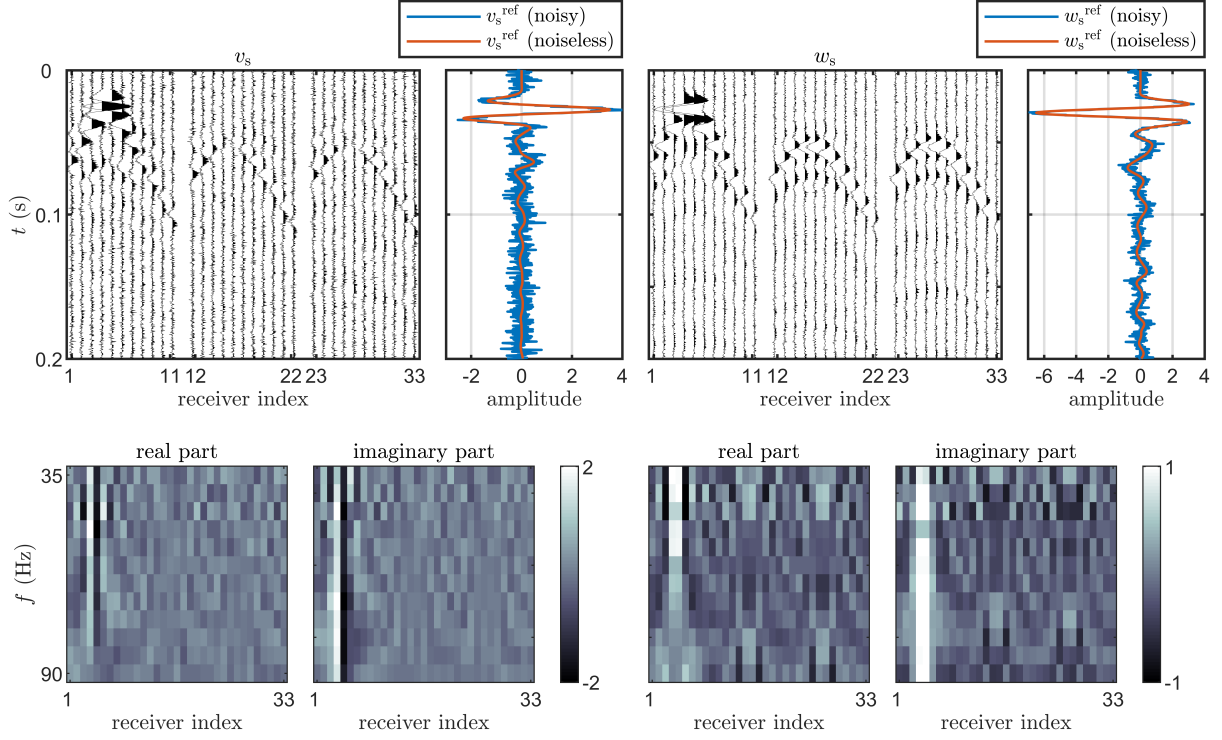 v_s^ref (noisy)
v_s^ref (noiseless)
w_s^ref (noisy)
w_s^ref (noiseless)
v_s
w_s
0
0.1
0.2
t (s)
1 11 12 22 23 33
receiver index
-2 0 2 4
amplitude
1 11 12 22 23 33
receiver index
-6 -4 -2 0 2 4
amplitude
real part
imaginary part
real part
imaginary part
35
90
f (Hz)
2
-2
1
-1
1 33
receiver index
1 33
receiver index
1 33
receiver index
1 33
receiver index